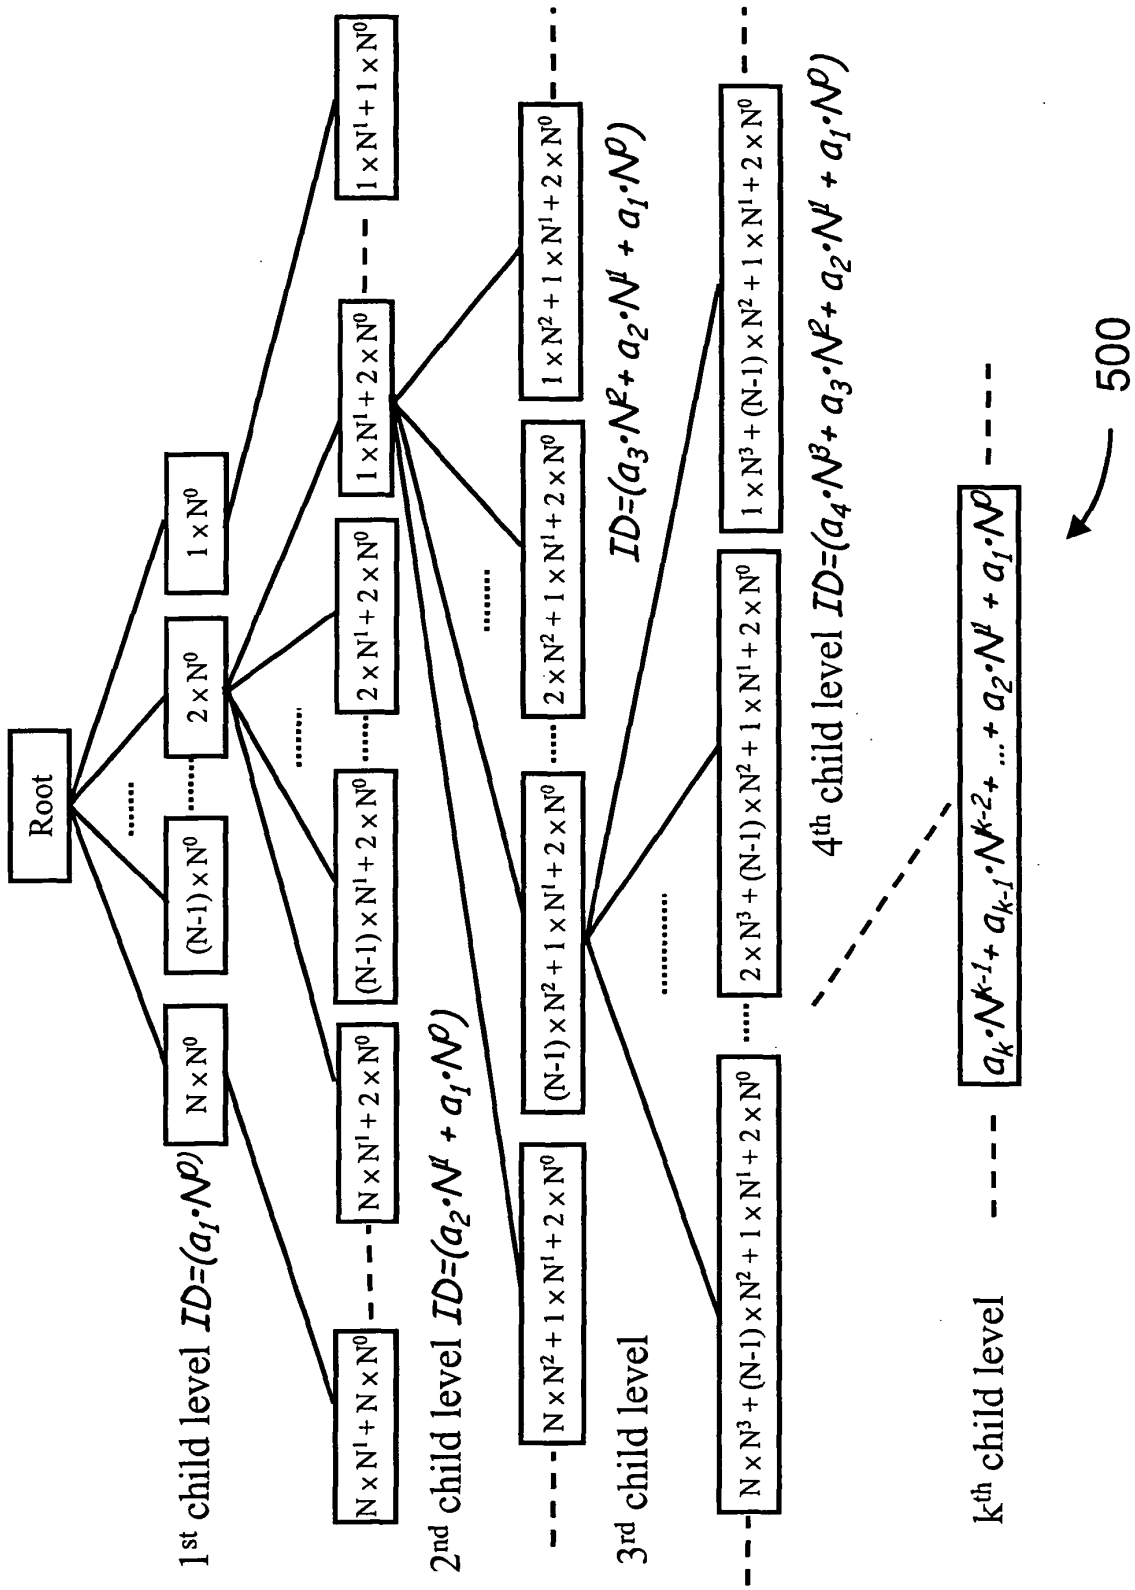 Root
N × N⁰
(N-1) × N⁰
........
2 × N⁰
1 × N⁰
1ˢᵗ child level ID=(a₁·N⁰)
N × N¹ + N × N⁰
N × N¹ + 2 × N⁰
(N-1) × N¹ + 2 × N⁰
2 × N¹ + 2 × N⁰
1 × N¹ + 2 × N⁰
1 × N¹ + 1 × N⁰
2ⁿᵈ child level ID=(a₂·N¹ + a₁·N⁰)
N × N² + 1 × N¹ + 2 × N⁰
(N-1) × N² + 1 × N¹ + 2 × N⁰
2 × N² + 1 × N¹ + 2 × N⁰
1 × N² + 1 × N¹ + 2 × N⁰
3ʳᵈ child level
ID=(a₃·N² + a₂·N¹ + a₁·N⁰)
N × N³ + (N-1) × N² + 1 × N¹ + 2 × N⁰
2 × N³ + (N-1) × N² + 1 × N¹ + 2 × N⁰
1 × N³ + (N-1) × N² + 1 × N¹ + 2 × N⁰
4ᵗʰ child level ID=(a₄·N³ + a₃·N² + a₂·N¹ + a₁·N⁰)
kᵗʰ child level
aₖ·Nᵏ⁻¹ + aₖ₋₁·Nᵏ⁻² + ... + a₂·N¹ + a₁·N⁰
500